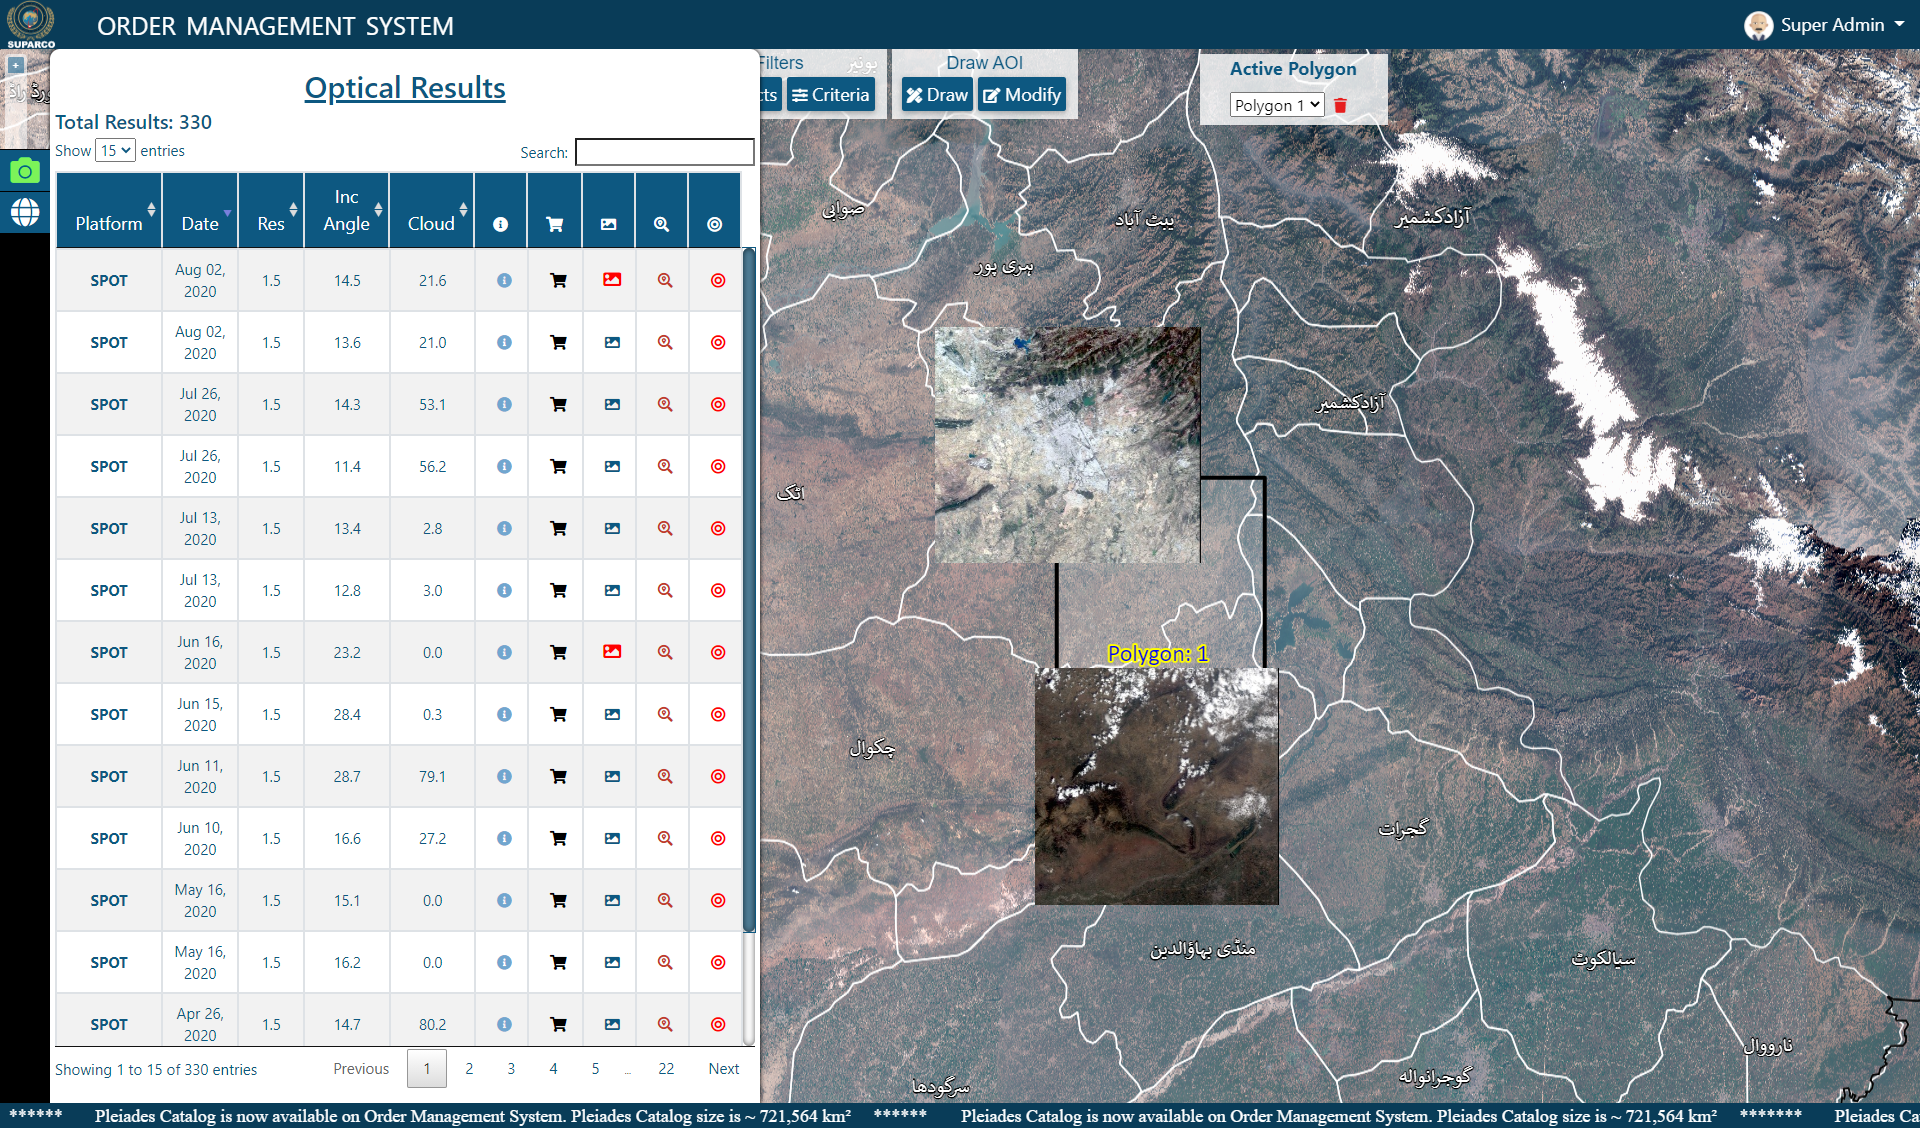 SUPARCO
ORDER MANAGEMENT SYSTEM
Super Admin
Optical Results
Total Results: 330
Show 15 entries
Search:
Platform Date Res Inc Angle Cloud
SPOT Aug 02, 2020 1.5 14.5 21.6
SPOT Aug 02, 2020 1.5 13.6 21.0
SPOT Jul 26, 2020 1.5 14.3 53.1
SPOT Jul 26, 2020 1.5 11.4 56.2
SPOT Jul 13, 2020 1.5 13.4 2.8
SPOT Jul 13, 2020 1.5 12.8 3.0
SPOT Jun 16, 2020 1.5 23.2 0.0
SPOT Jun 15, 2020 1.5 28.4 0.3
SPOT Jun 11, 2020 1.5 28.7 79.1
SPOT Jun 10, 2020 1.5 16.6 27.2
SPOT May 16, 2020 1.5 15.1 0.0
SPOT May 16, 2020 1.5 16.2 0.0
SPOT Apr 26, 2020 1.5 14.7 80.2
Showing 1 to 15 of 330 entries
Previous 1 2 3 4 5 ... 22 Next
Filters
Criteria
Draw AOI
Draw Modify
Active Polygon
Polygon 1
بونیر
صوابی
یبٹ آباد
آزادکشمیر
ہری پور
آزادکشمیر
اٹک
Polygon: 1
چکوال
گجرات
منڈی بہاؤالدین
سیالکوٹ
نارووال
گوجرانوالہ
سرگودھا
****** Pleiades Catalog is now available on Order Management System. Pleiades Catalog size is ~ 721,564 km² ****** Pleiades Catalog is now available on Order Management System. Pleiades Catalog size is ~ 721,564 km² ******* Pleiades Ca